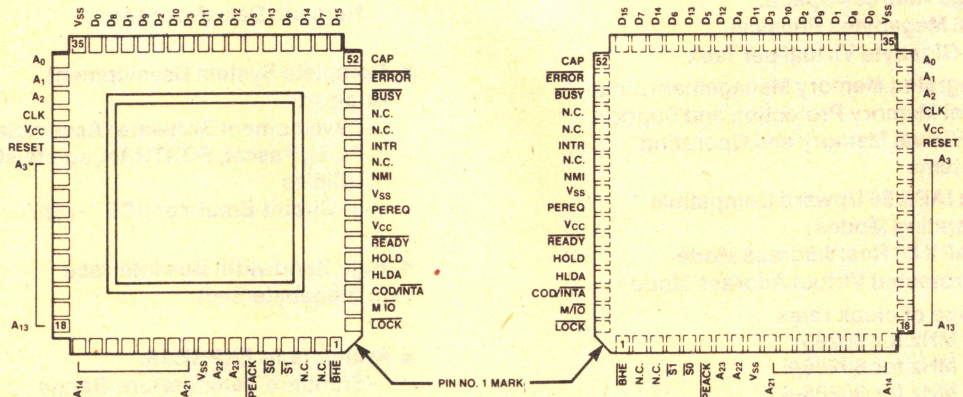 VSS D0 D8 D1 D9 D2 D10 D3 D11 D4 D12 D5 D13 D6 D14 D7 D15
35
52
A0
A1
A2
CLK
VCC
RESET
A3
A13
18
1
CAP
ERROR
BUSY
N.C.
N.C.
INTR
N.C.
NMI
VSS
PEREQ
VCC
READY
HOLD
HLDA
COD/INTA
M/IO
LOCK
A14 A21 VSS A22 A23 PEACK S0 S1 N.C. N.C. BHE
PIN NO. 1 MARK
D15 D7 D14 D6 D13 D5 D12 D4 D11 D3 D10 D2 D9 D1 D8 D0 VSS
52
35
CAP
ERROR
BUSY
N.C.
N.C.
INTR
N.C.
NMI
VSS
PEREQ
VCC
READY
HOLD
HLDA
COD/INTA
M/IO
LOCK
1
18
A0
A1
A2
CLK
VCC
RESET
A3
A13
BHE N.C. N.C. S1 S0 PEACK A23 A22 VSS A21 A14